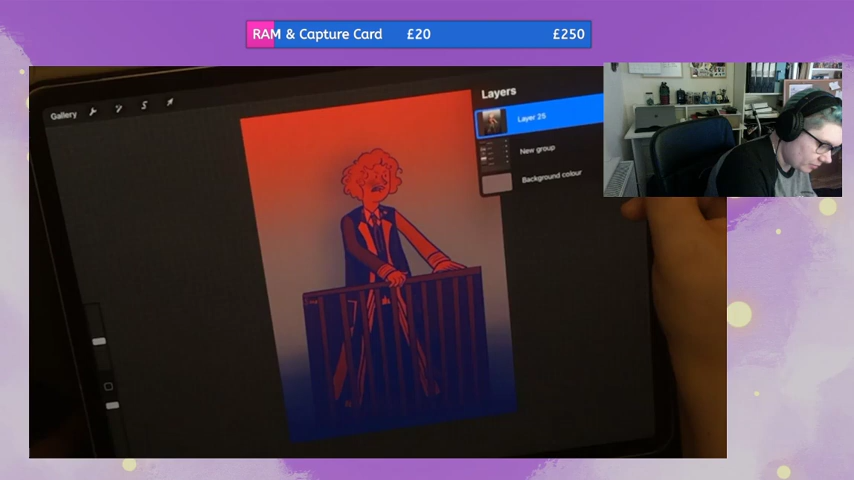 RAM & Capture Card £20 £250
Gallery
Layers
Layer 25
New group
Background colour